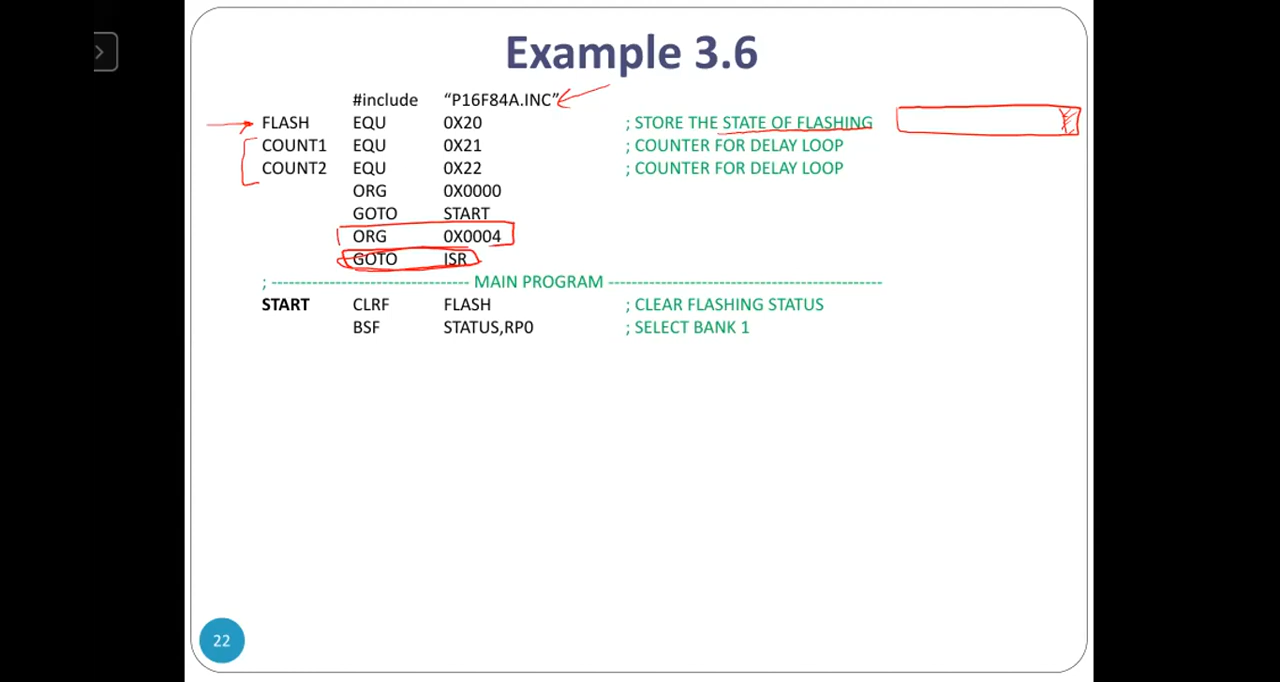 Example 3.6
#include “P16F84A.INC”
FLASH EQU 0X20 ; STORE THE STATE OF FLASHING
COUNT1 EQU 0X21 ; COUNTER FOR DELAY LOOP
COUNT2 EQU 0X22 ; COUNTER FOR DELAY LOOP
ORG 0X0000
GOTO START
ORG 0X0004
GOTO ISR
; --------------------------------- MAIN PROGRAM ---------------------------------------------
START CLRF FLASH ; CLEAR FLASHING STATUS
BSF STATUS,RP0 ; SELECT BANK 1
22